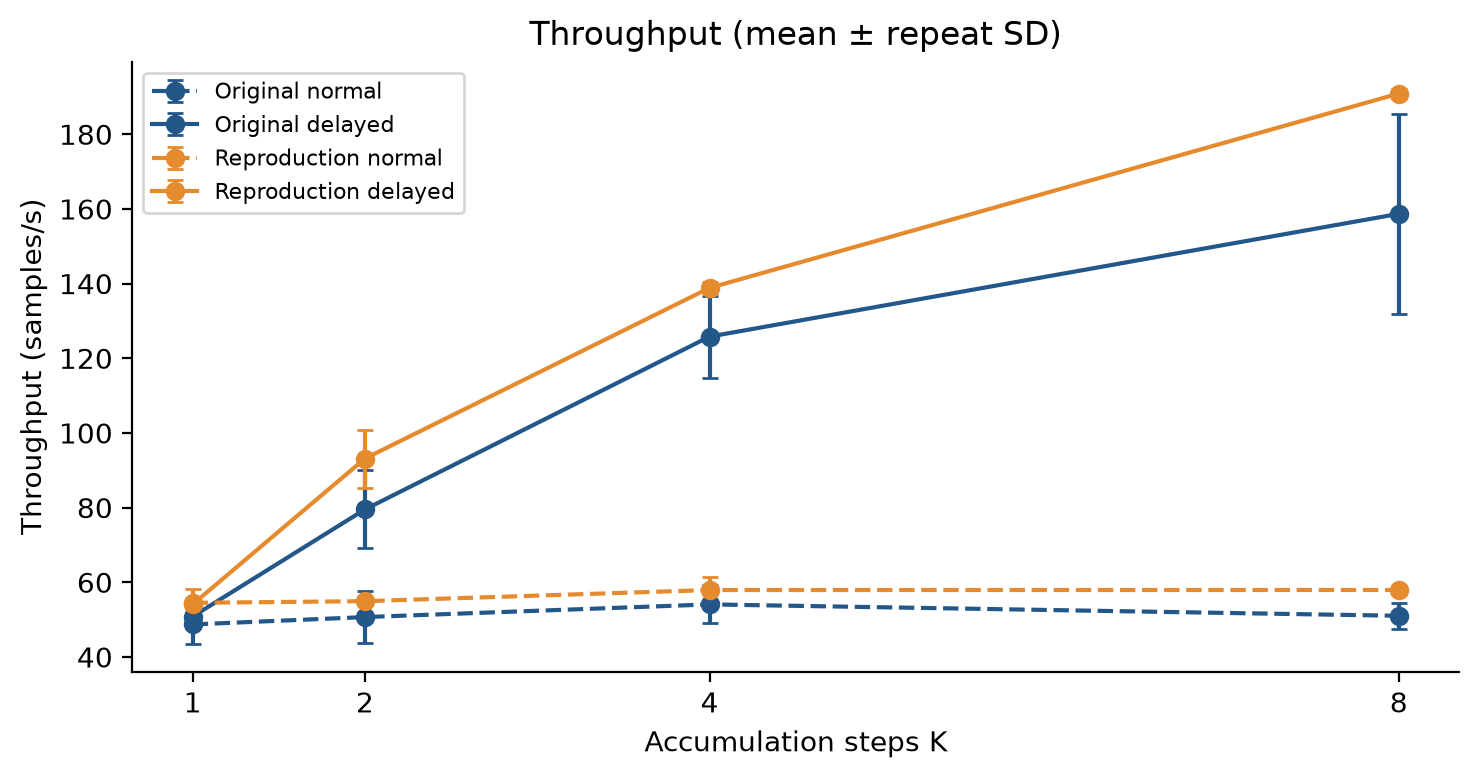 Throughput (mean ± repeat SD)
Original normal
Original delayed
Reproduction normal
Reproduction delayed
Throughput (samples/s)
180
160
140
120
100
80
60
40
1 2 4 8
Accumulation steps K